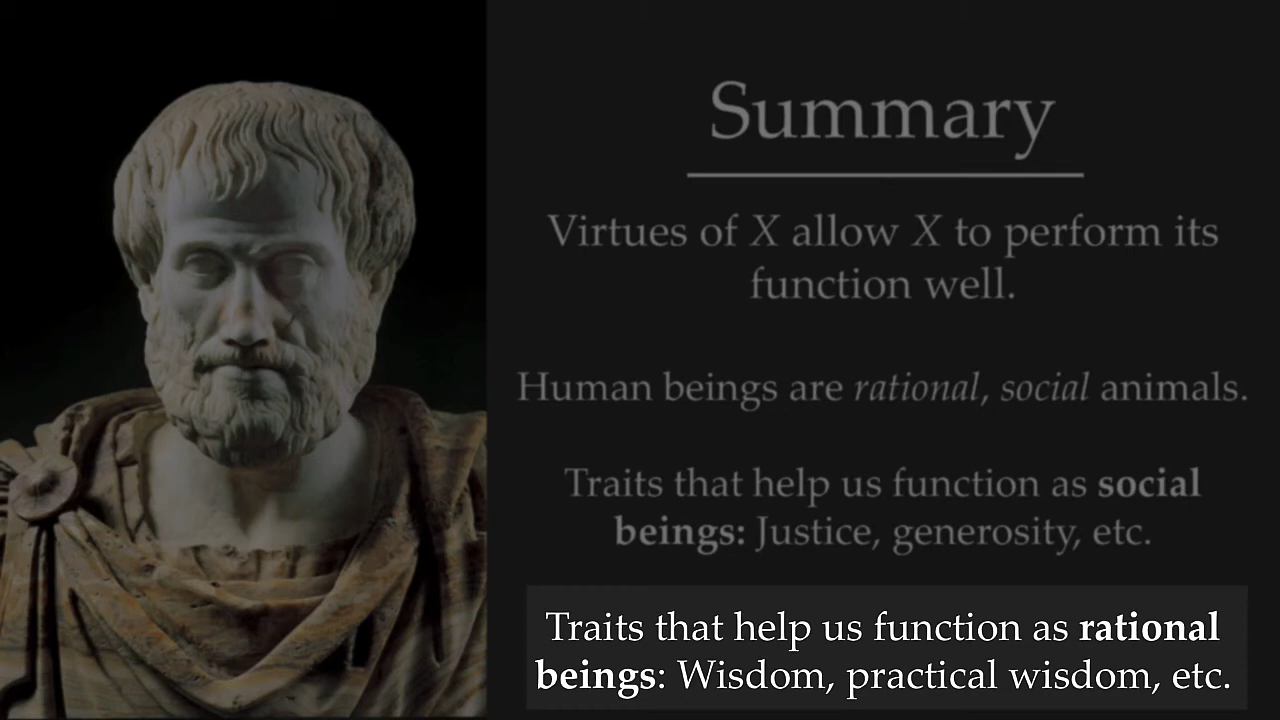 Summary
Virtues of X allow X to perform its
function well.
Human beings are rational, social animals.
Traits that help us function as social
beings: Justice, generosity, etc.
Traits that help us function as rational
beings: Wisdom, practical wisdom, etc.